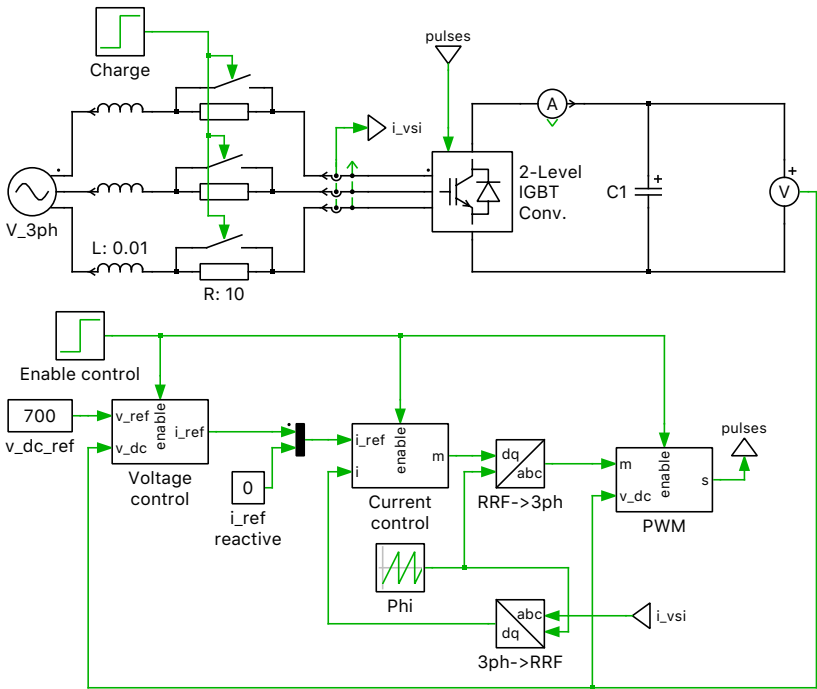 Charge
pulses
i_vsi
V_3ph
L: 0.01
R: 10
2-Level
IGBT
Conv.
A
C1
+
+
V
Enable control
700
v_dc_ref
v_ref
v_dc
enable
i_ref
Voltage
control
0
i_ref
reactive
i_ref
i
enable
m
Current
control
dq
abc
RRF->3ph
m
v_dc
enable
s
PWM
pulses
Phi
abc
dq
3ph->RRF
i_vsi